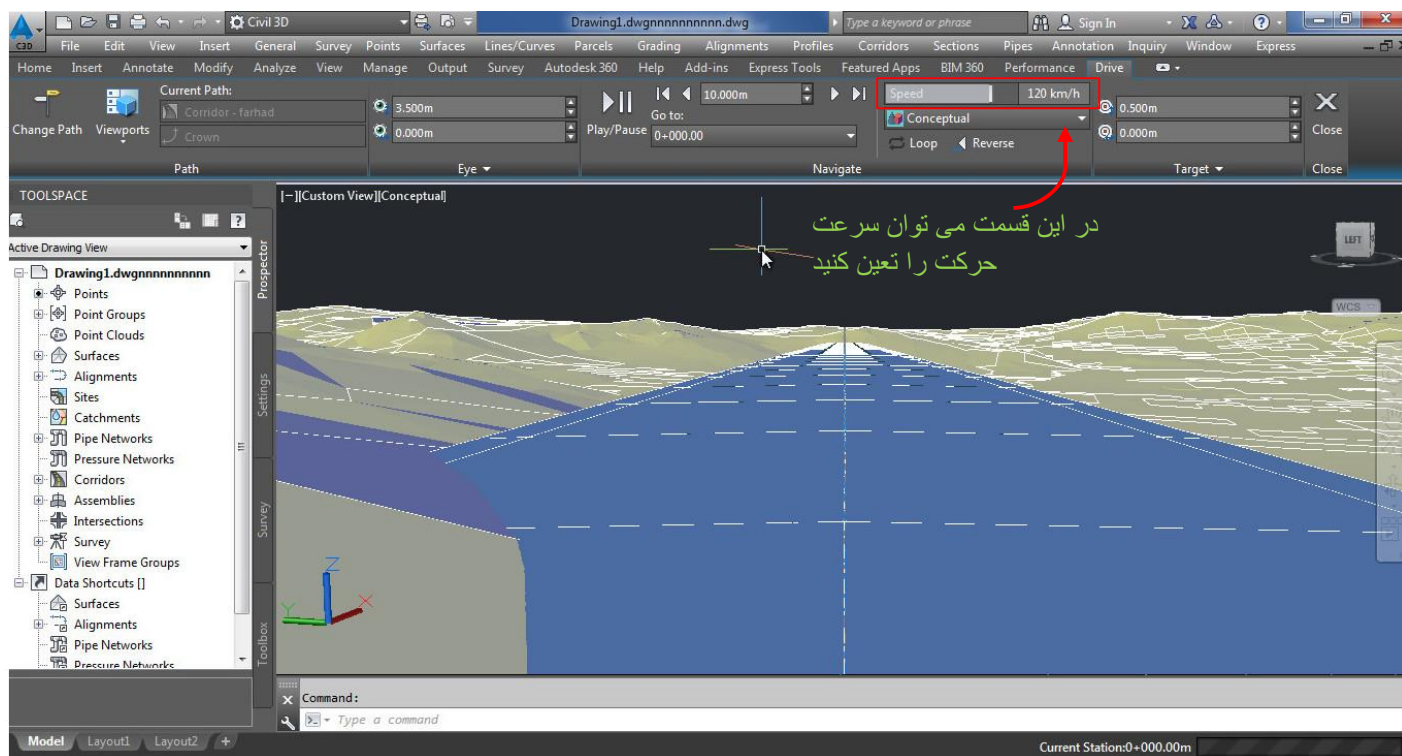 C3D
Civil 3D
Drawing1.dwgnnnnnnnnnn.dwg
Type a keyword or phrase
Sign In
File Edit View Insert General Survey Points Surfaces Lines/Curves Parcels Grading Alignments Profiles Corridors Sections Pipes Annotation Inquiry Window Express
Home Insert Annotate Modify Analyze View Manage Output Survey Autodesk 360 Help Add-ins Express Tools Featured Apps BIM 360 Performance Drive
Change Path
Viewports
Current Path:
Corridor - farhad
Crown
Path
3.500m
0.000m
Eye
Play/Pause
10.000m
Go to:
0+000.00
Speed 120 km/h
Conceptual
Loop Reverse
Navigate
0.500m
0.000m
Target
Close
Close
TOOLSPACE
Active Drawing View
Drawing1.dwgnnnnnnnnnn
Points
Point Groups
Point Clouds
Surfaces
Alignments
Sites
Catchments
Pipe Networks
Pressure Networks
Corridors
Assemblies
Intersections
Survey
View Frame Groups
Data Shortcuts []
Surfaces
Alignments
Pipe Networks
Pressure Networks
Prospector
Settings
Survey
Toolbox
[−][Custom View][Conceptual]
در این قسمت می توان سرعت
حرکت را تعین کنید
LEFT
WCS
Z
Y
X
Command:
Type a command
Model Layout1 Layout2 +
Current Station:0+000.00m